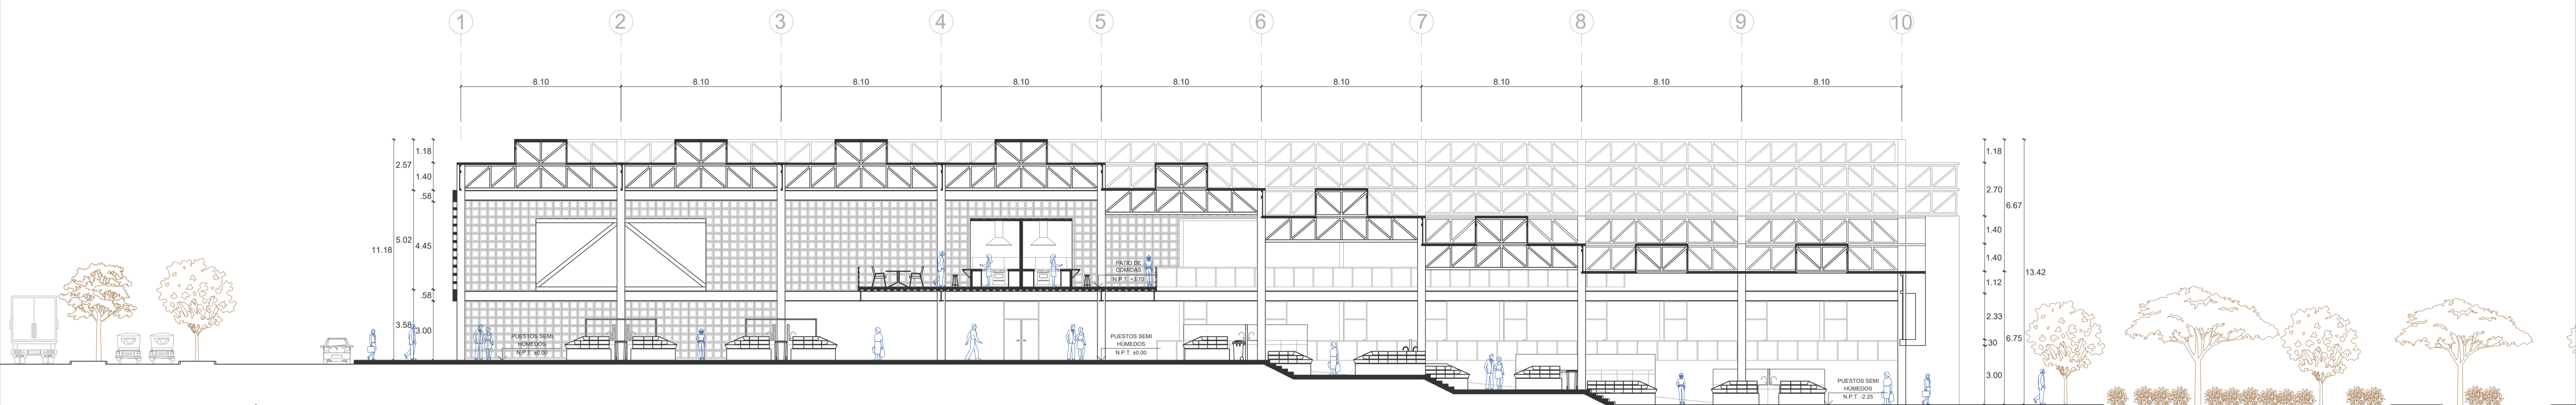 1 2 3 4 5 6 7 8 9 10
8.10 8.10 8.10 8.10 8.10 8.10 8.10 8.10 8.10
11.18
2.57
5.02
3.58
1.18
1.40
.58
4.45
.58
3.00
PATIO DE
COMIDAS
N.P.T. +3.70
PUESTOS SEMI
HÚMEDOS
N.P.T. ±0.00
PUESTOS SEMI
HÚMEDOS
N.P.T. ±0.00
PUESTOS SEMI
HÚMEDOS
N.P.T. -2.25
1.18
2.70
1.40
1.40
1.12
2.33
.30
3.00
6.67
6.75
13.42